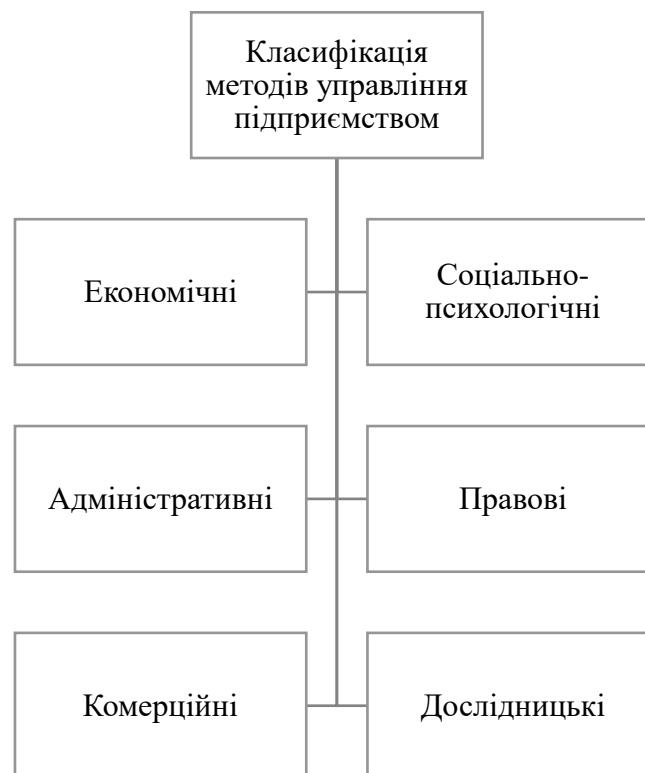 Класифікація
методів управління
підприємством
Економічні
Соціально-
психологічні
Адміністративні
Правові
Комерційні
Дослідницькі